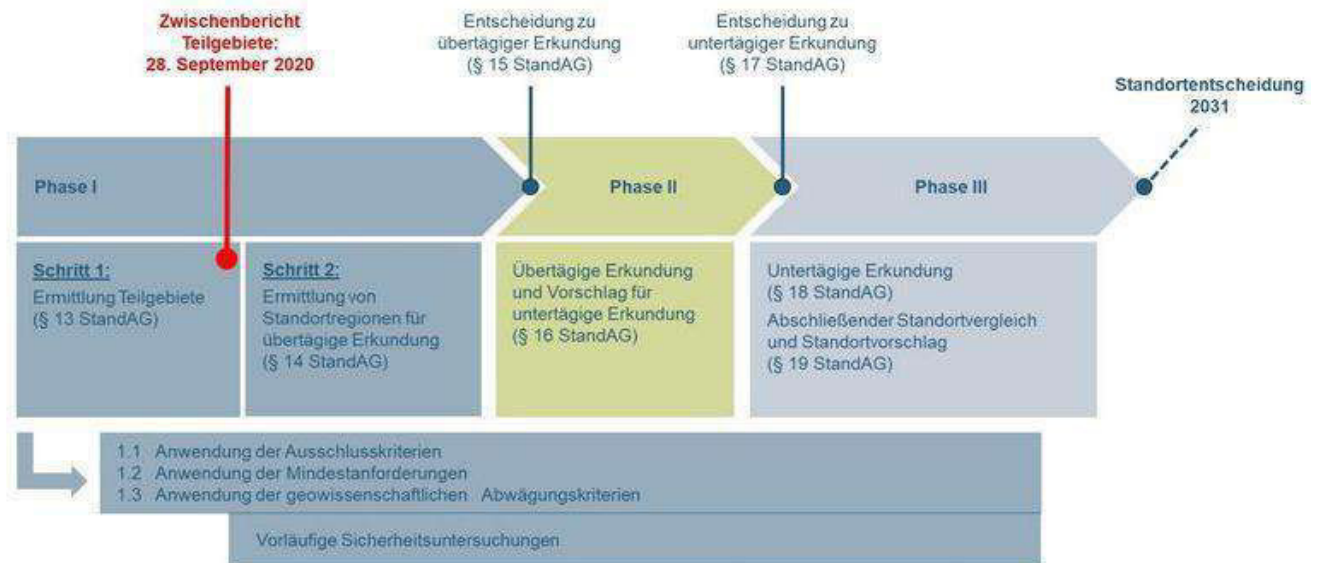 Zwischenbericht
Teilgebiete:
28. September 2020
Entscheidung zu
übertägiger Erkundung
(§ 15 StandAG)
Entscheidung zu
untertägiger Erkundung
(§ 17 StandAG)
Standortentscheidung
2031
Phase I
Phase II
Phase III
Schritt 1:
Ermittlung Teilgebiete
(§ 13 StandAG)
Schritt 2:
Ermittlung von
Standortregionen für
übertägige Erkundung
(§ 14 StandAG)
Übertägige Erkundung
und Vorschlag für
untertägige Erkundung
(§ 16 StandAG)
Untertägige Erkundung
(§ 18 StandAG)
Abschließender Standortvergleich
und Standortvorschlag
(§ 19 StandAG)
1.1 Anwendung der Ausschlusskriterien
1.2 Anwendung der Mindestanforderungen
1.3 Anwendung der geowissenschaftlichen Abwägungskriterien
Vorläufige Sicherheitsuntersuchungen